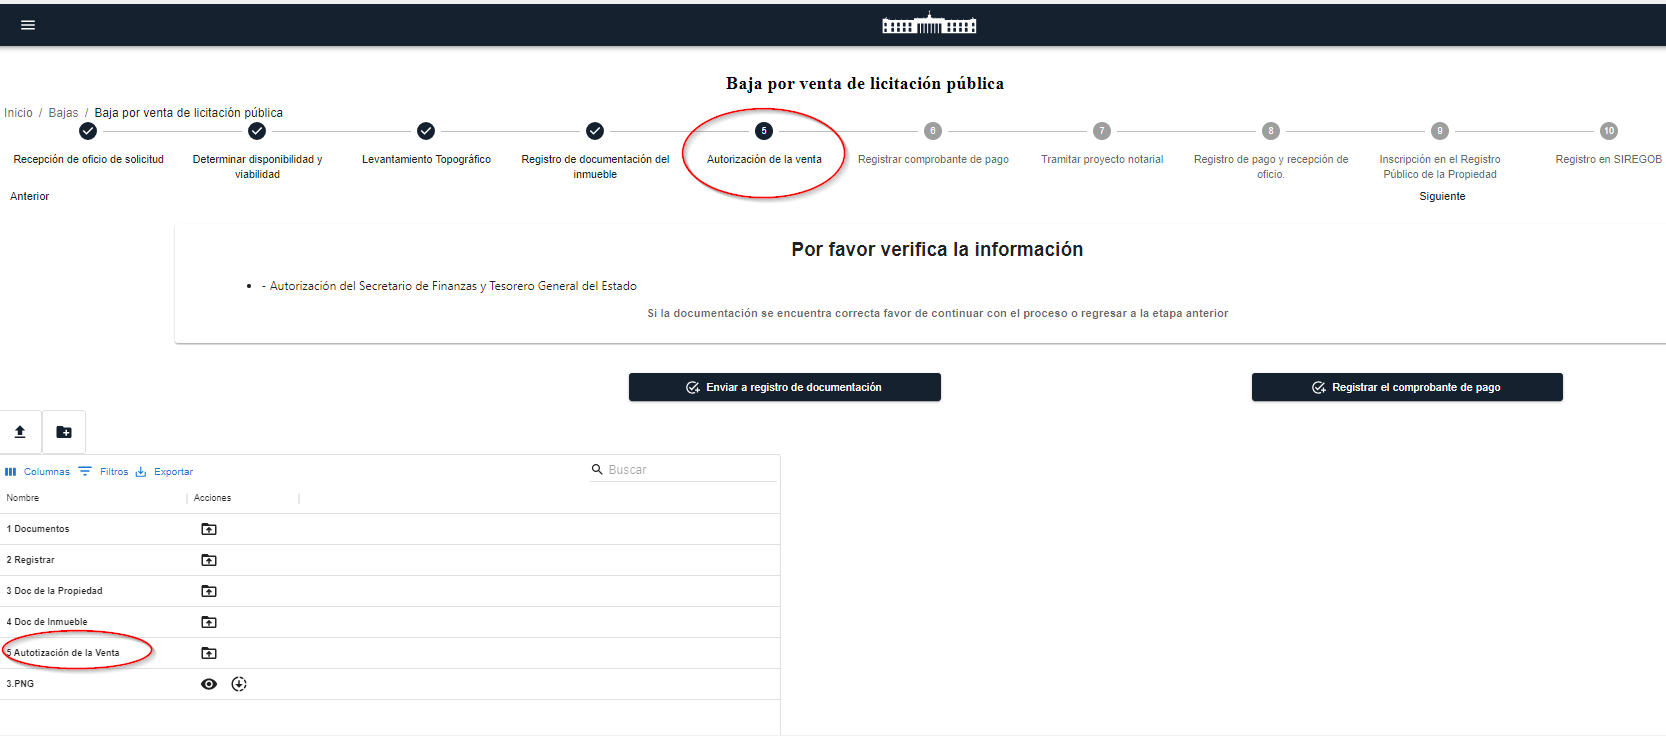 Baja por venta de licitación pública
Inicio / Bajas / Baja por venta de licitación pública
5 6 7 8 9 10
Recepción de oficio de solicitud
Determinar disponibilidad y
viabilidad
Levantamiento Topográfico
Registro de documentación del
inmueble
Autorización de la venta
Registrar comprobante de pago
Tramitar proyecto notarial
Registro de pago y recepción de
oficio.
Inscripción en el Registro
Público de la Propiedad
Registro en SIREGOB
Anterior
Siguiente
Por favor verifica la información
• - Autorización del Secretario de Finanzas y Tesorero General del Estado
Si la documentación se encuentra correcta favor de continuar con el proceso o regresar a la etapa anterior
Enviar a registro de documentación
Registrar el comprobante de pago
Columnas Filtros Exportar
Buscar
Nombre Acciones
1 Documentos
2 Registrar
3 Doc de la Propiedad
4 Doc de Inmueble
5 Autotización de la Venta
3.PNG